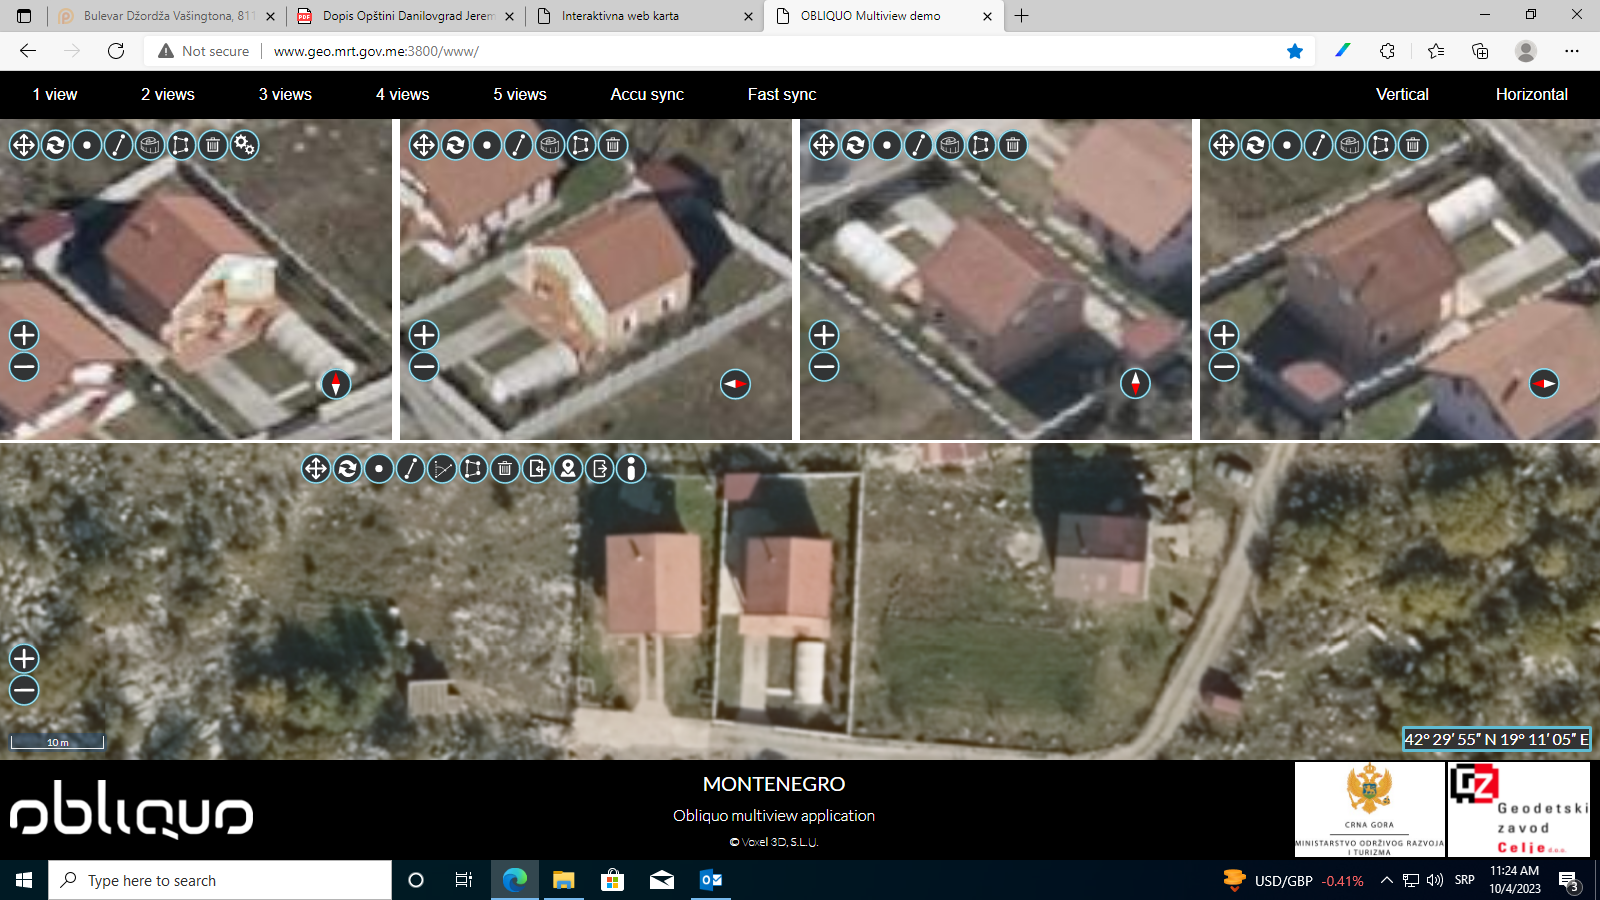 Bulevar Džordža Vašingtona, 811
Dopis Opštini Danilovgrad Jerem
Interaktivna web karta
OBLIQUO Multiview demo
Not secure
www.geo.mrt.gov.me:3800/www/
1 view
2 views
3 views
4 views
5 views
Accu sync
Fast sync
Vertical
Horizontal
10 m
42° 29′ 55″ N 19° 11′ 05″ E
obliquo
MONTENEGRO
Obliquo multiview application
© Voxel 3D, S.L.U.
CRNA GORA
MINISTARSTVO ODRŽIVOG RAZVOJA
I TURIZMA
GZ
Geodetski
zavod
Celje d.o.o.
Type here to search
USD/GBP -0.41%
SRP
11:24 AM
10/4/2023
3